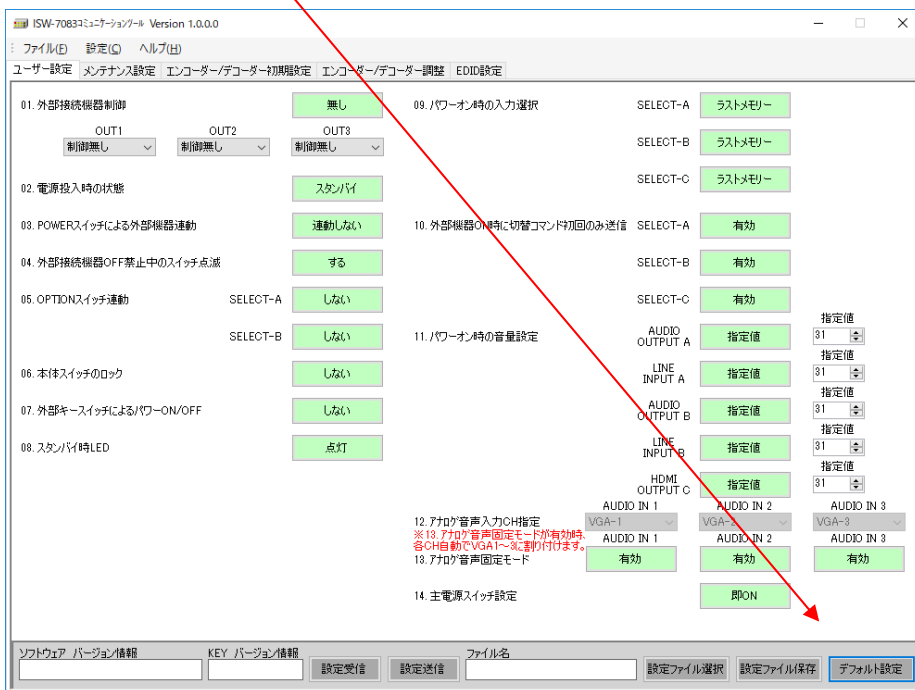 ISW-7083ｺﾐｭﾆｹｰｼｮﾝﾂｰﾙ Version 1.0.0.0
ファイル(F) 設定(C) ヘルプ(H)
ユーザー設定 メンテナンス設定 エンコーダー/デコーダー初期設定 エンコーダー/デコーダー調整 EDID設定
01.外部接続機器制御 無し
OUT1 OUT2 OUT3
制御無し 制御無し 制御無し
02.電源投入時の状態 スタンバイ
03.POWERスイッチによる外部機器連動 連動しない
04.外部接続機器OFF禁止中のスイッチ点滅 する
05.OPTIONスイッチ連動 SELECT-A しない
SELECT-B しない
06.本体スイッチのロック しない
07.外部キースイッチによるパワーON/OFF しない
08.スタンバイ時LED 点灯
09.パワーオン時の入力選択 SELECT-A ラストメモリー
SELECT-B ラストメモリー
SELECT-C ラストメモリー
10.外部機器ON時に切替コマンド初回のみ送信 SELECT-A 有効
SELECT-B 有効
SELECT-C 有効
11.パワーオン時の音量設定 AUDIO OUTPUT A 指定値 指定値 31
LINE INPUT A 指定値 指定値 31
AUDIO OUTPUT B 指定値 指定値 31
LINE INPUT B 指定値 指定値 31
HDMI OUTPUT C 指定値 指定値 31
AUDIO IN 1 AUDIO IN 2 AUDIO IN 3
12.アナログ音声入力CH指定 VGA-1 VGA-2 VGA-3
※13.アナログ音声固定モードが有効時、
各CH自動でVGA1～3に割り付けます。
AUDIO IN 1 AUDIO IN 2 AUDIO IN 3
13.アナログ音声固定モード 有効 有効 有効
14.主電源スイッチ設定 即ON
ソフトウェア バージョン情報 KEY バージョン情報 ファイル名
設定受信 設定送信 設定ファイル選択 設定ファイル保存 デフォルト設定